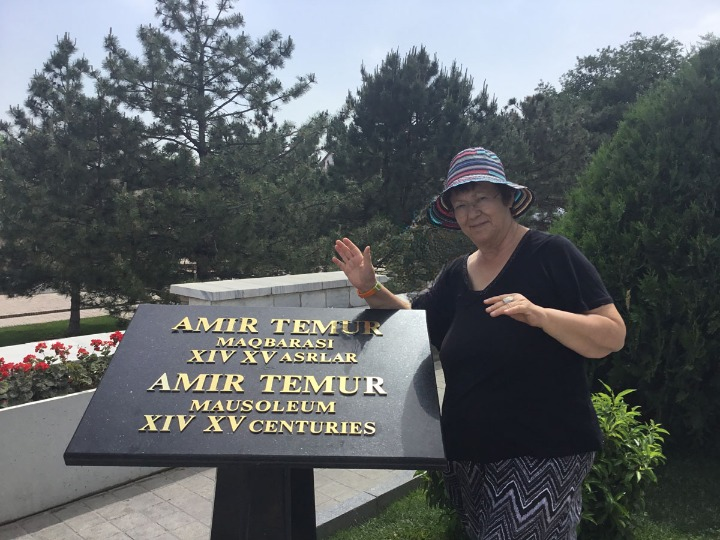 AMIR TEMUR
MAQBARASI
XIV XV ASRLAR
AMIR TEMUR
MAUSOLEUM
XIV XV CENTURIES